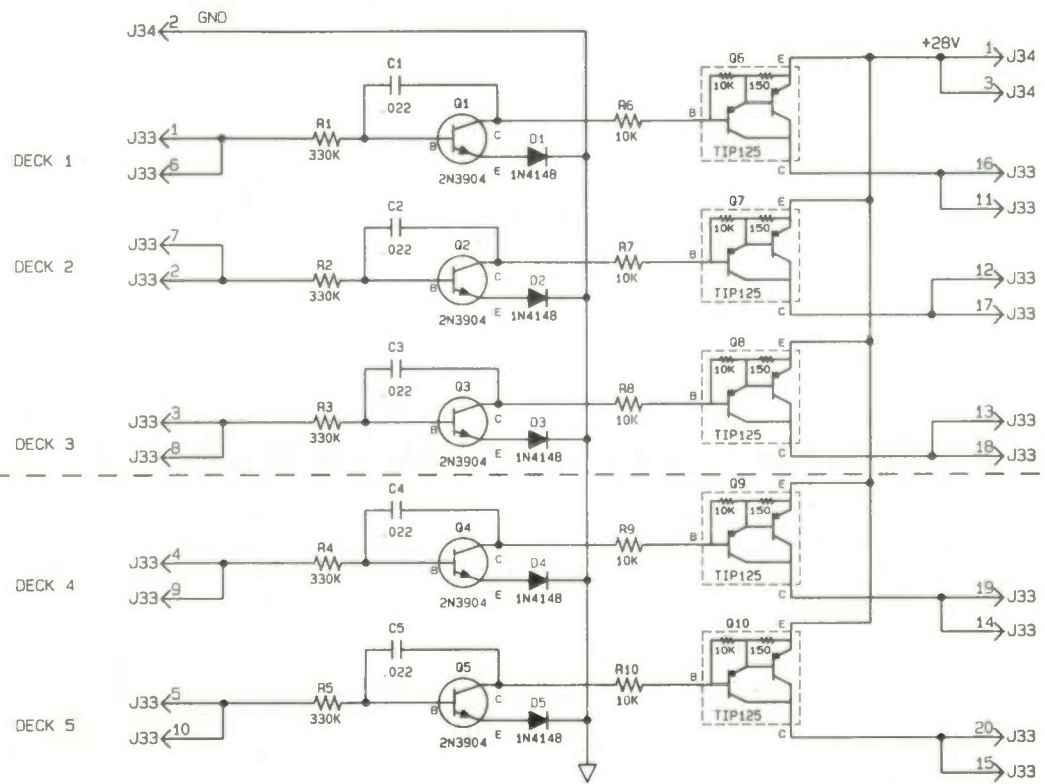 J34 2 GND
+28V
1 J34
3 J34
DECK 1
J33 1
J33 6
R1
330K
C1
.022
Q1
B
C
E
2N3904
D1
1N4148
R6
10K
Q6
B
E
10K 150
TIP125
C
16 J33
11 J33
DECK 2
J33 7
J33 2
R2
330K
C2
.022
Q2
B
C
E
2N3904
D2
1N4148
R7
10K
Q7
B
E
10K 150
TIP125
C
12 J33
17 J33
DECK 3
J33 3
J33 8
R3
330K
C3
.022
Q3
B
C
E
2N3904
D3
1N4148
R8
10K
Q8
B
E
10K 150
TIP125
C
13 J33
18 J33
DECK 4
J33 4
J33 9
R4
330K
C4
.022
Q4
B
C
E
2N3904
D4
1N4148
R9
10K
Q9
B
E
10K 150
TIP125
C
19 J33
14 J33
DECK 5
J33 5
J33 10
R5
330K
C5
.022
Q5
B
C
E
2N3904
D5
1N4148
R10
10K
Q10
B
E
10K 150
TIP125
C
20 J33
15 J33